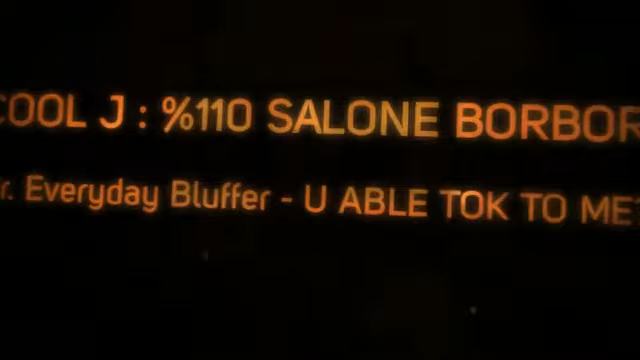 COOL J : %110 SALONE BORBOR
r. Everyday Bluffer - U ABLE TOK TO ME?